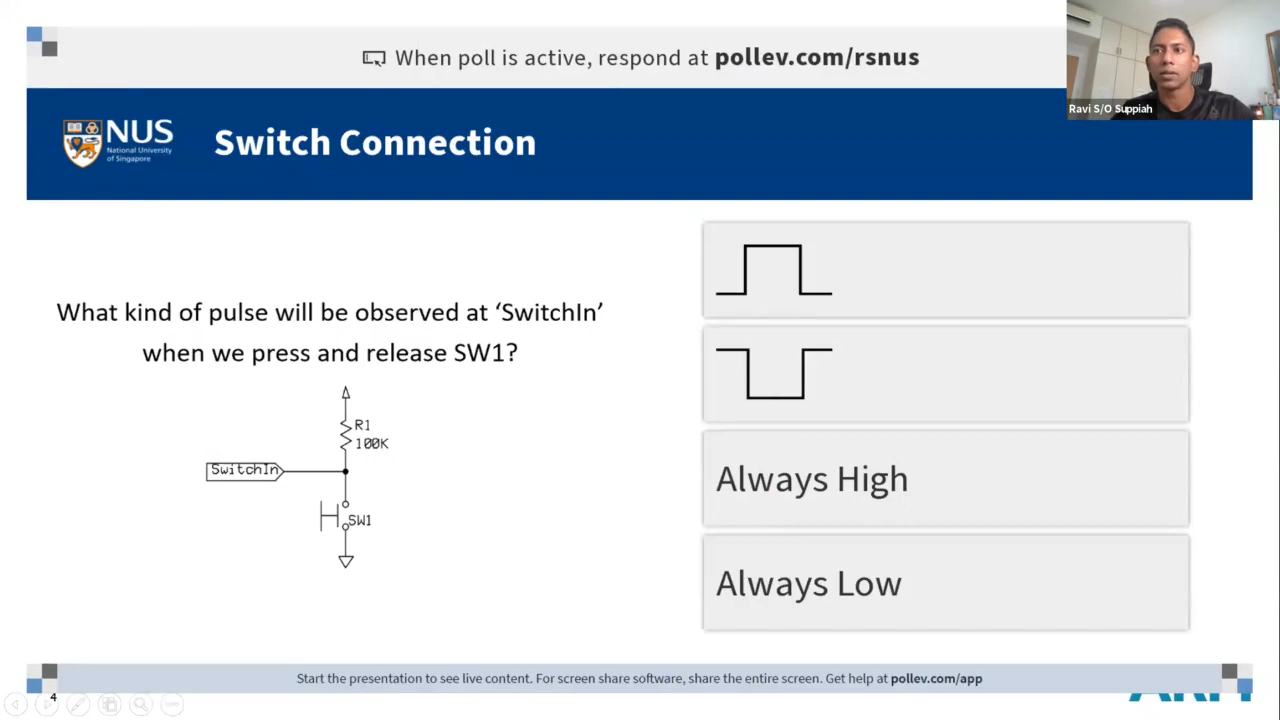 When poll is active, respond at pollev.com/rsnus
Ravi S/O Suppiah
NUS
National University
of Singapore
Switch Connection
What kind of pulse will be observed at ‘SwitchIn’
when we press and release SW1?
R1
100K
SwitchIn
SW1
Always High
Always Low
Start the presentation to see live content. For screen share software, share the entire screen. Get help at pollev.com/app
4